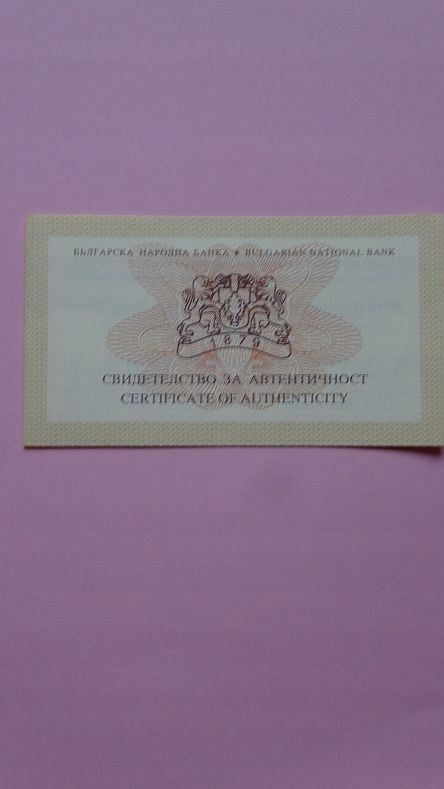 БЪЛГАРСКА НАРОДНА БАНКА ★ BULGARIAN NATIONAL BANK
1879
СВИДЕТЕЛСТВО ЗА АВТЕНТИЧНОСТ
CERTIFICATE OF AUTHENTICITY